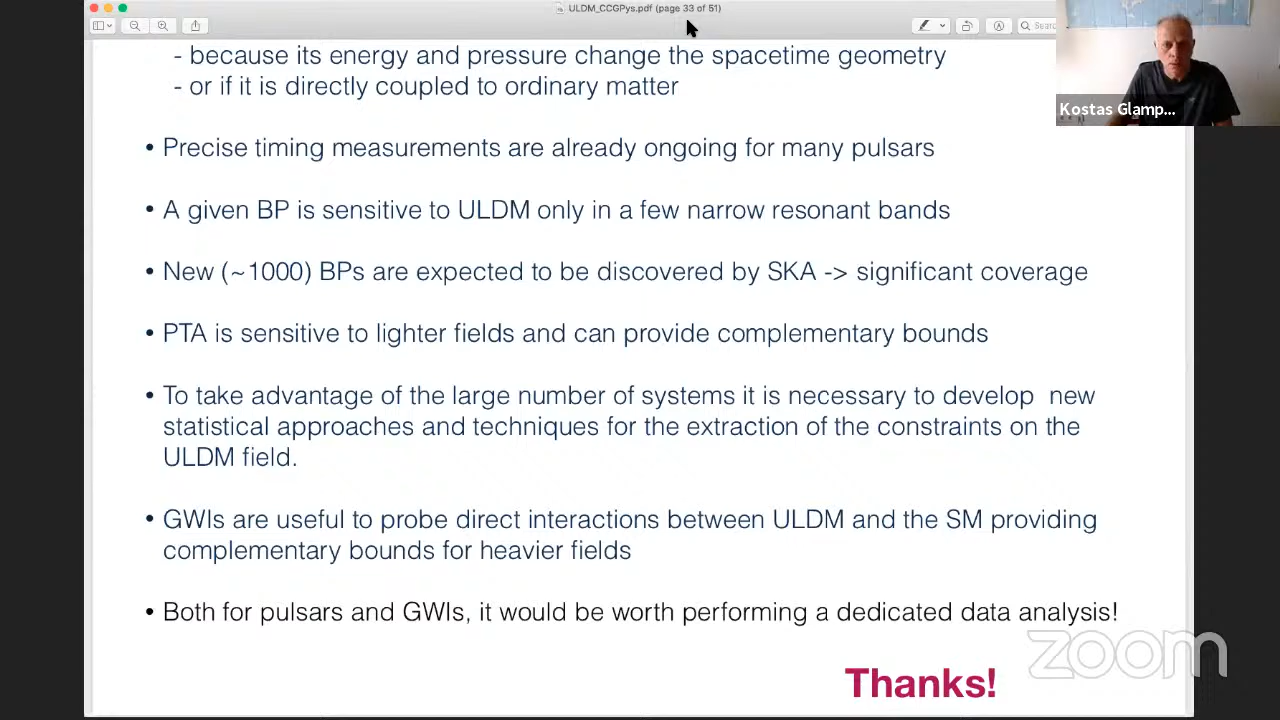 ULDM_CCGPys.pdf (page 33 of 51)
- because its energy and pressure change the spacetime geometry
- or if it is directly coupled to ordinary matter
Kostas Glamp...
• Precise timing measurements are already ongoing for many pulsars
• A given BP is sensitive to ULDM only in a few narrow resonant bands
• New (~1000) BPs are expected to be discovered by SKA -> significant coverage
• PTA is sensitive to lighter fields and can provide complementary bounds
• To take advantage of the large number of systems it is necessary to develop new
statistical approaches and techniques for the extraction of the constraints on the
ULDM field.
• GWIs are useful to probe direct interactions between ULDM and the SM providing
complementary bounds for heavier fields
• Both for pulsars and GWIs, it would be worth performing a dedicated data analysis!
zoom
Thanks!